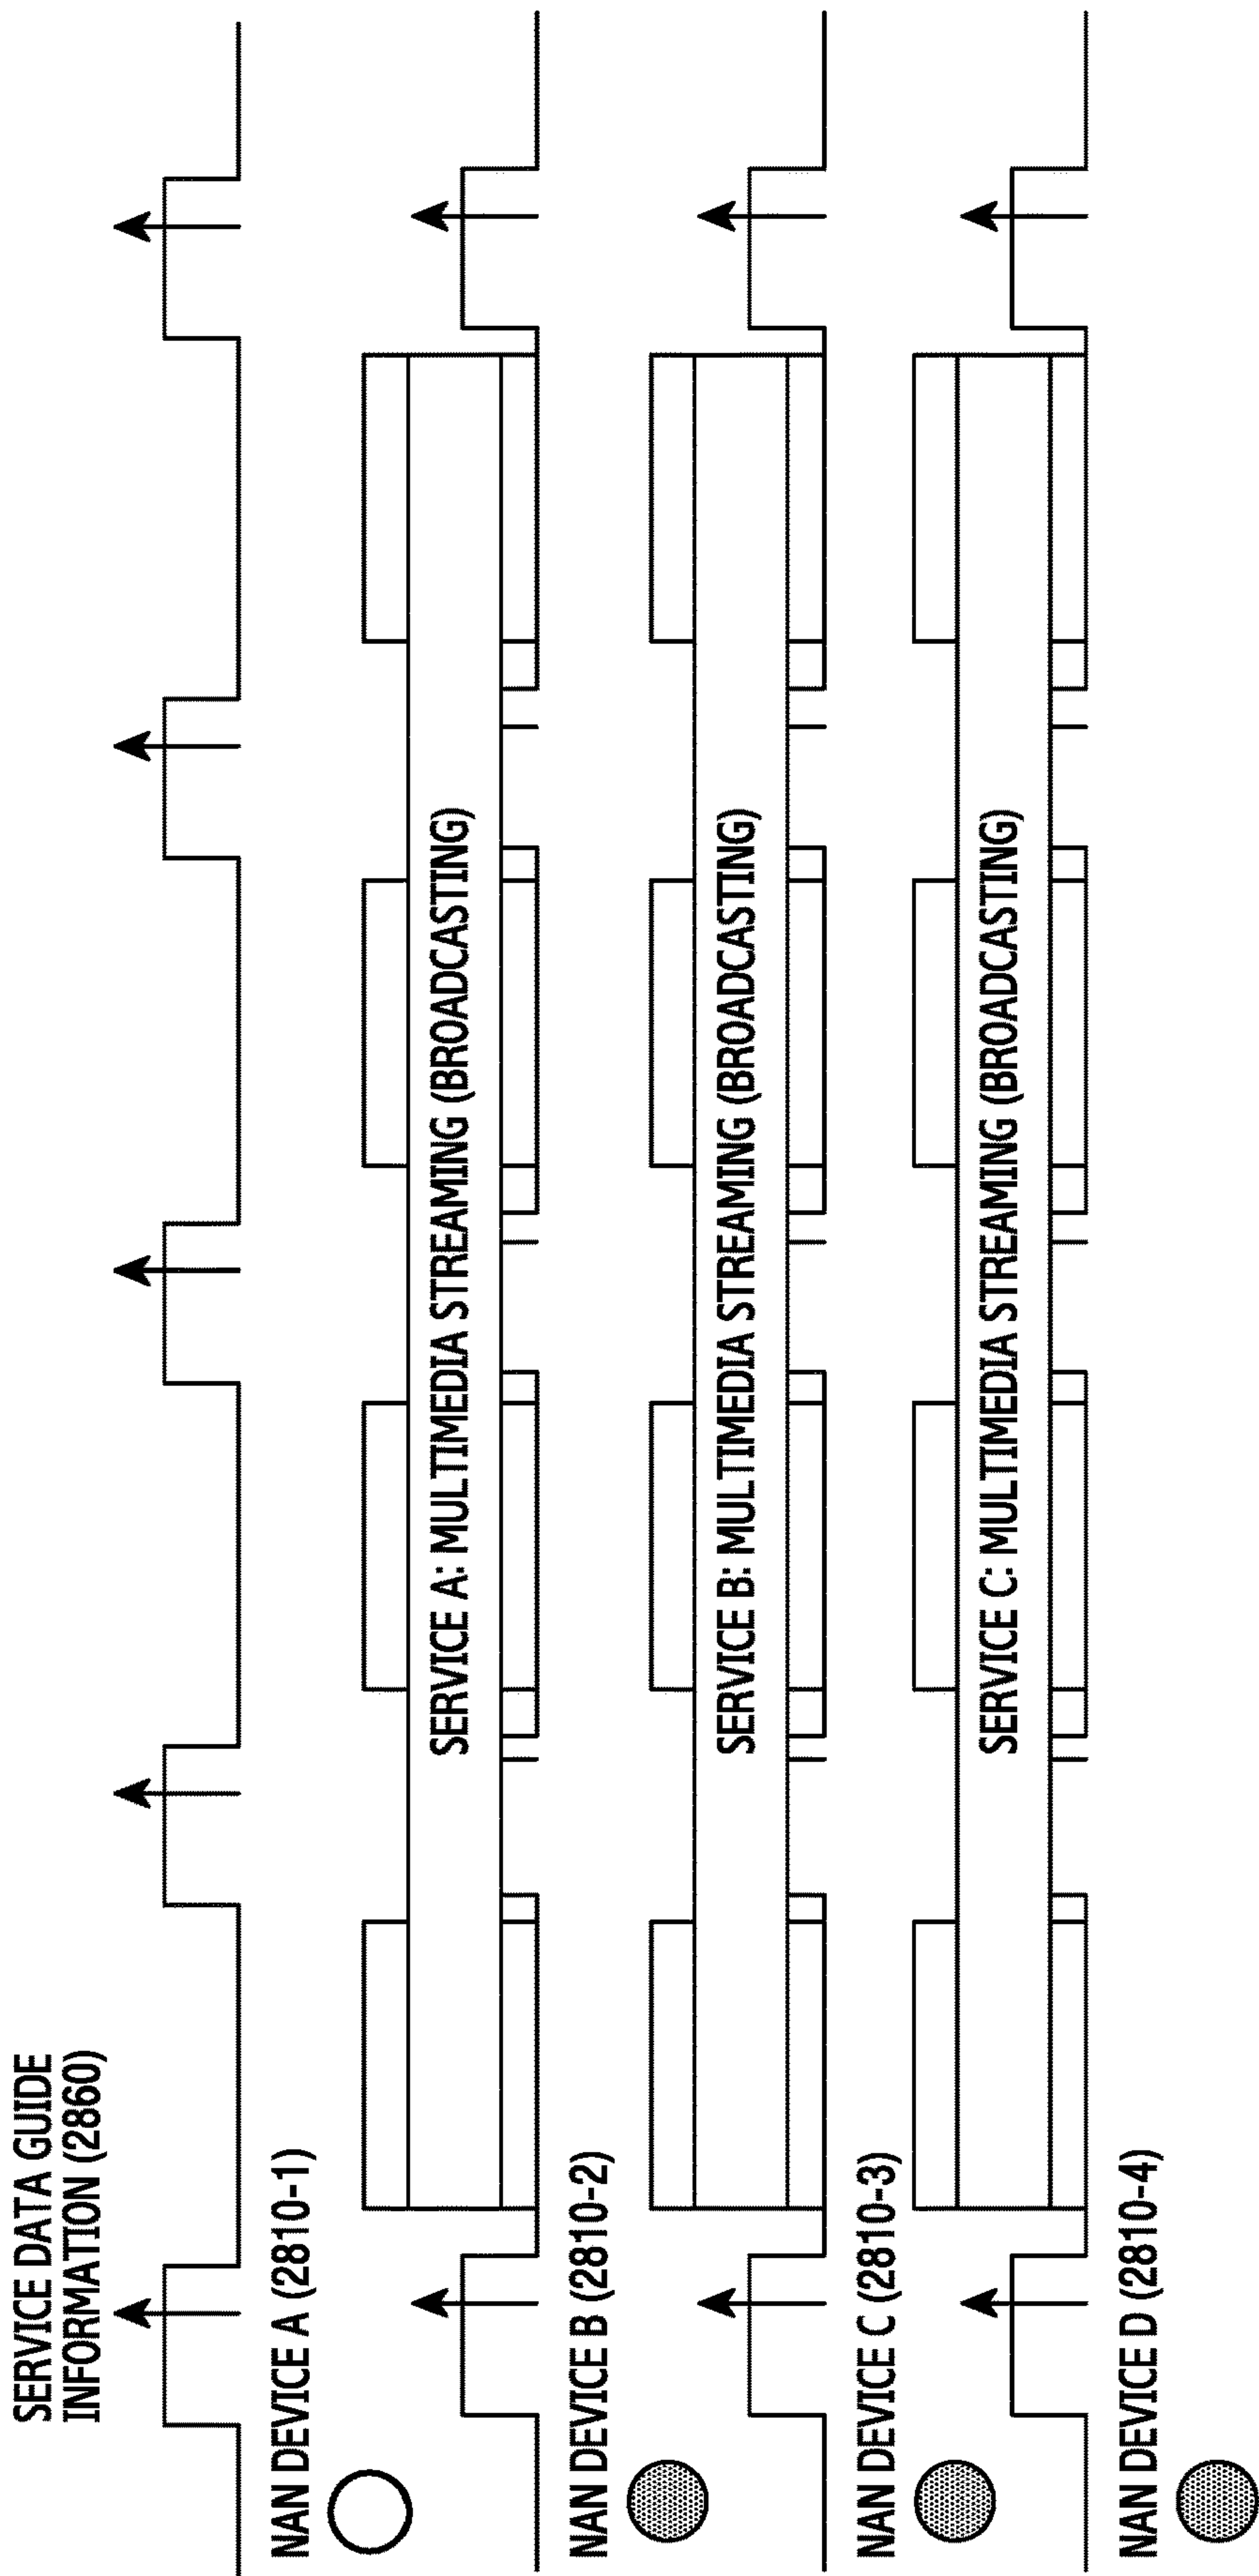 SERVICE DATA GUIDE
INFORMATION (2860)
NAN DEVICE A (2810-1)
SERVICE A: MULTIMEDIA STREAMING (BROADCASTING)
NAN DEVICE B (2810-2)
SERVICE B: MULTIMEDIA STREAMING (BROADCASTING)
NAN DEVICE C (2810-3)
SERVICE C: MULTIMEDIA STREAMING (BROADCASTING)
NAN DEVICE D (2810-4)